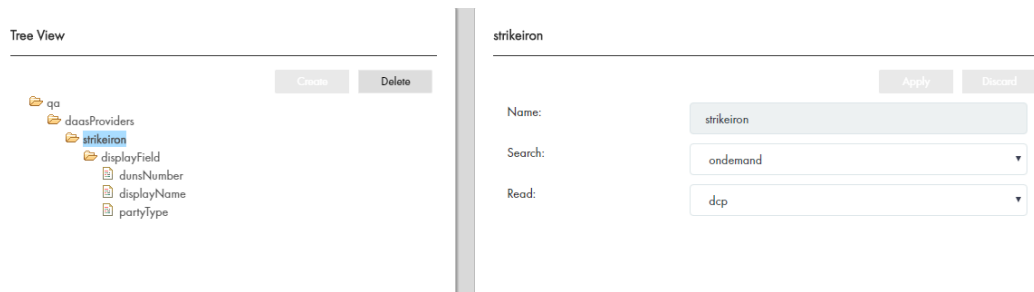 Tree View
Create
Delete
qa
daasProviders
strikeiron
displayField
dunsNumber
displayName
partyType
strikeiron
Apply
Discard
Name:
strikeiron
Search:
ondemand
Read:
dcp